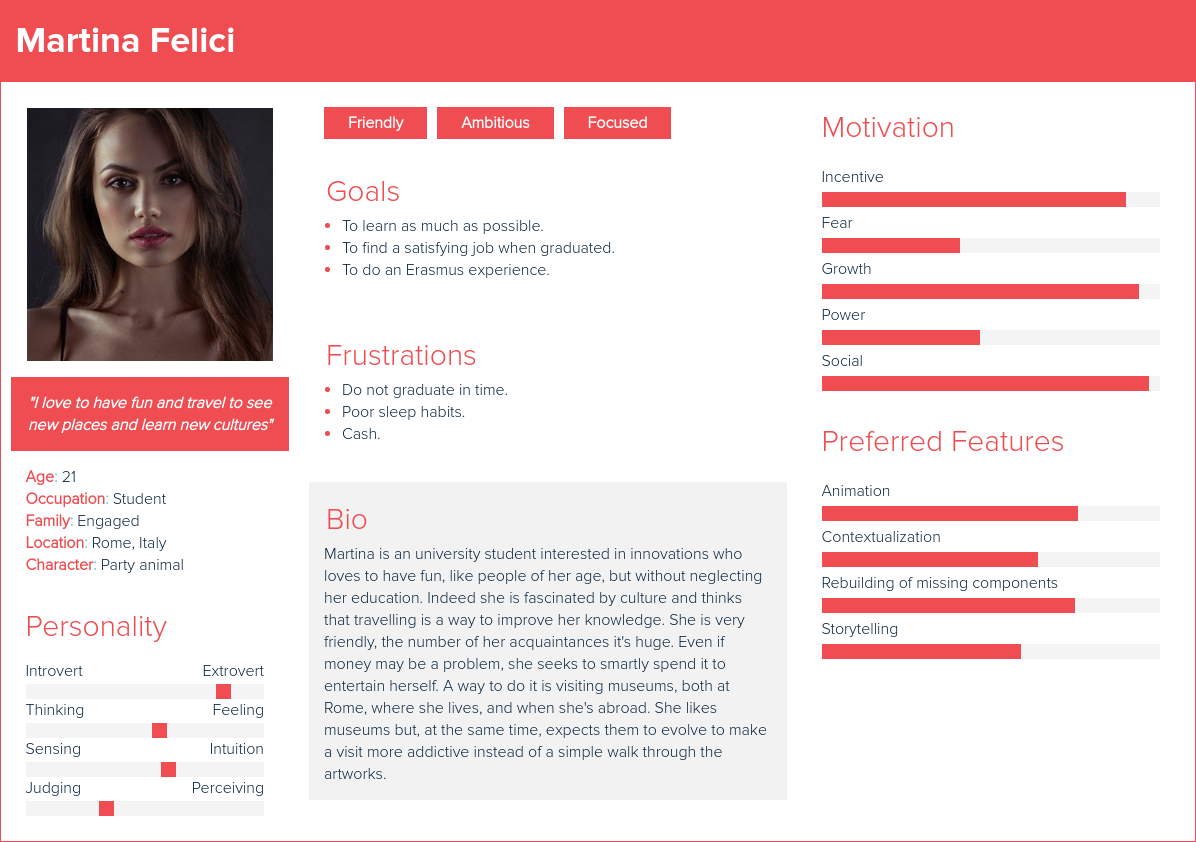 Martina Felici
"I love to have fun and travel to see
new places and learn new cultures"
Age: 21
Occupation: Student
Family: Engaged
Location: Rome, Italy
Character: Party animal
Personality
Introvert Extrovert
Thinking Feeling
Sensing Intuition
Judging Perceiving
Friendly Ambitious Focused
Goals
• To learn as much as possible.
• To find a satisfying job when graduated.
• To do an Erasmus experience.
Frustrations
• Do not graduate in time.
• Poor sleep habits.
• Cash.
Bio
Martina is an university student interested in innovations who
loves to have fun, like people of her age, but without neglecting
her education. Indeed she is fascinated by culture and thinks
that travelling is a way to improve her knowledge. She is very
friendly, the number of her acquaintances it's huge. Even if
money may be a problem, she seeks to smartly spend it to
entertain herself. A way to do it is visiting museums, both at
Rome, where she lives, and when she's abroad. She likes
museums but, at the same time, expects them to evolve to make
a visit more addictive instead of a simple walk through the
artworks.
Motivation
Incentive
Fear
Growth
Power
Social
Preferred Features
Animation
Contextualization
Rebuilding of missing components
Storytelling